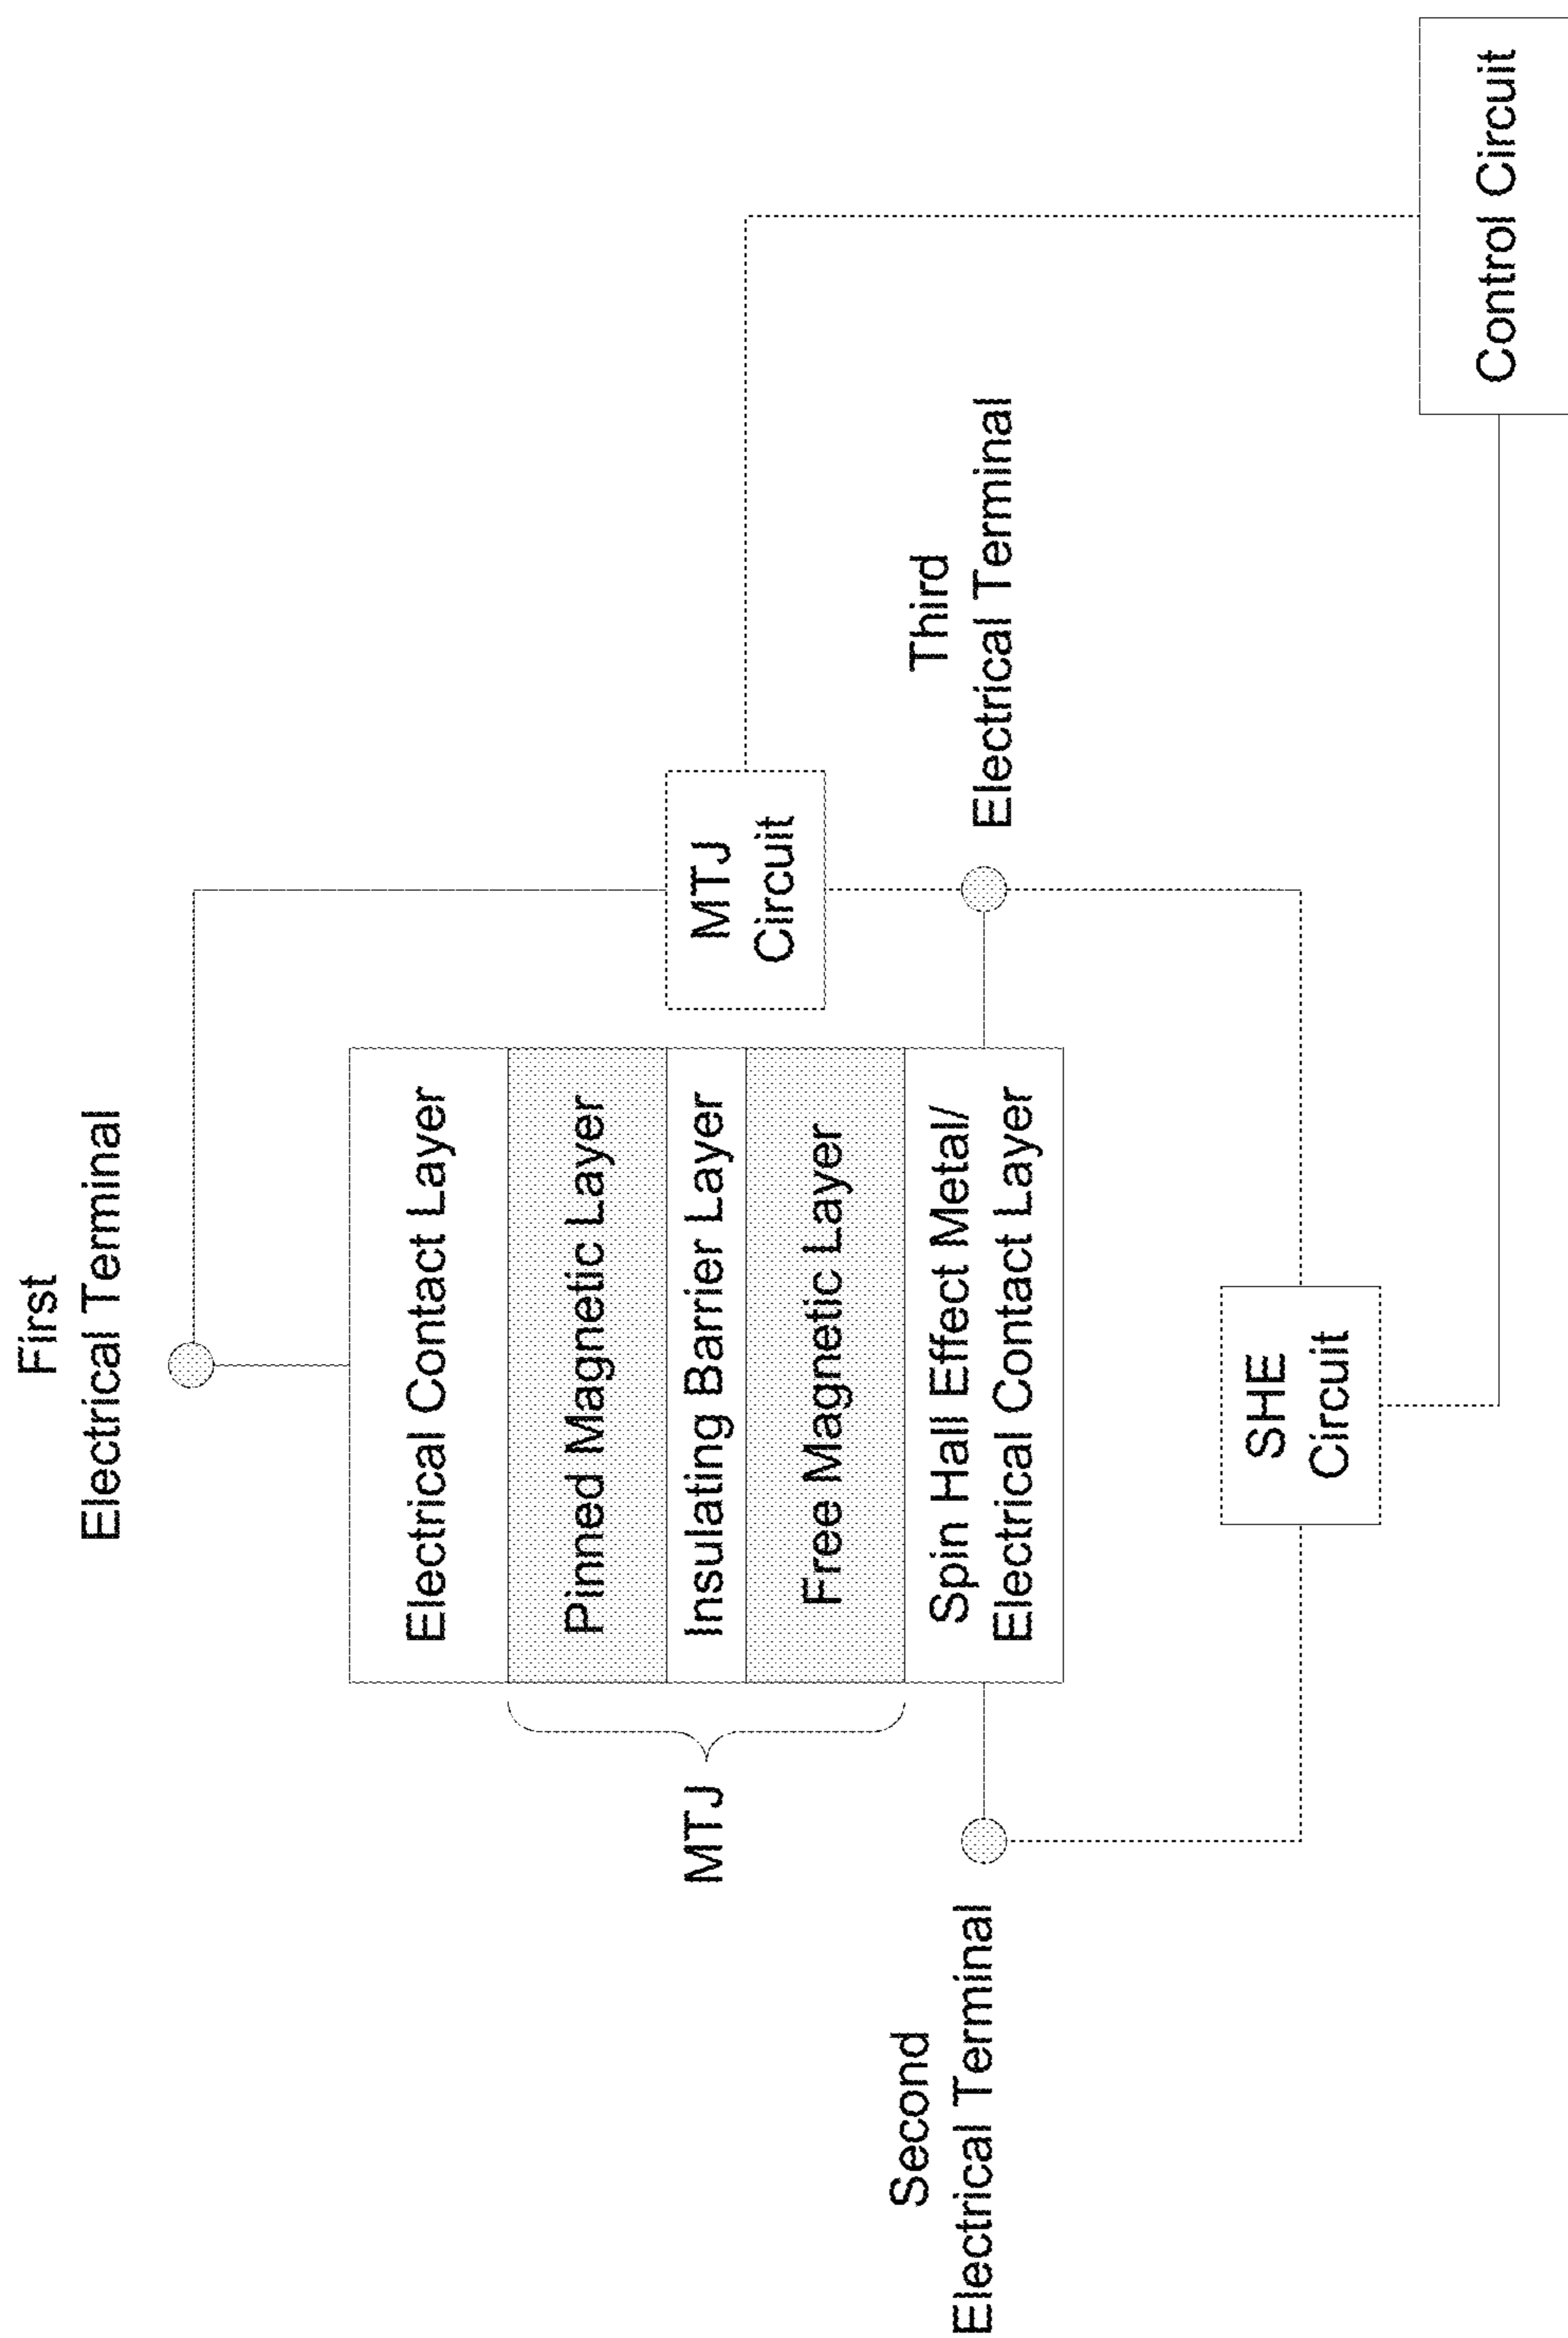 First
Electrical Terminal
Electrical Contact Layer
Pinned Magnetic Layer
Insulating Barrier Layer
Free Magnetic Layer
Spin Hall Effect Metal/
Electrical Contact Layer
MTJ
MTJ
Circuit
Second
Electrical Terminal
Third
Electrical Terminal
SHE
Circuit
Control Circuit